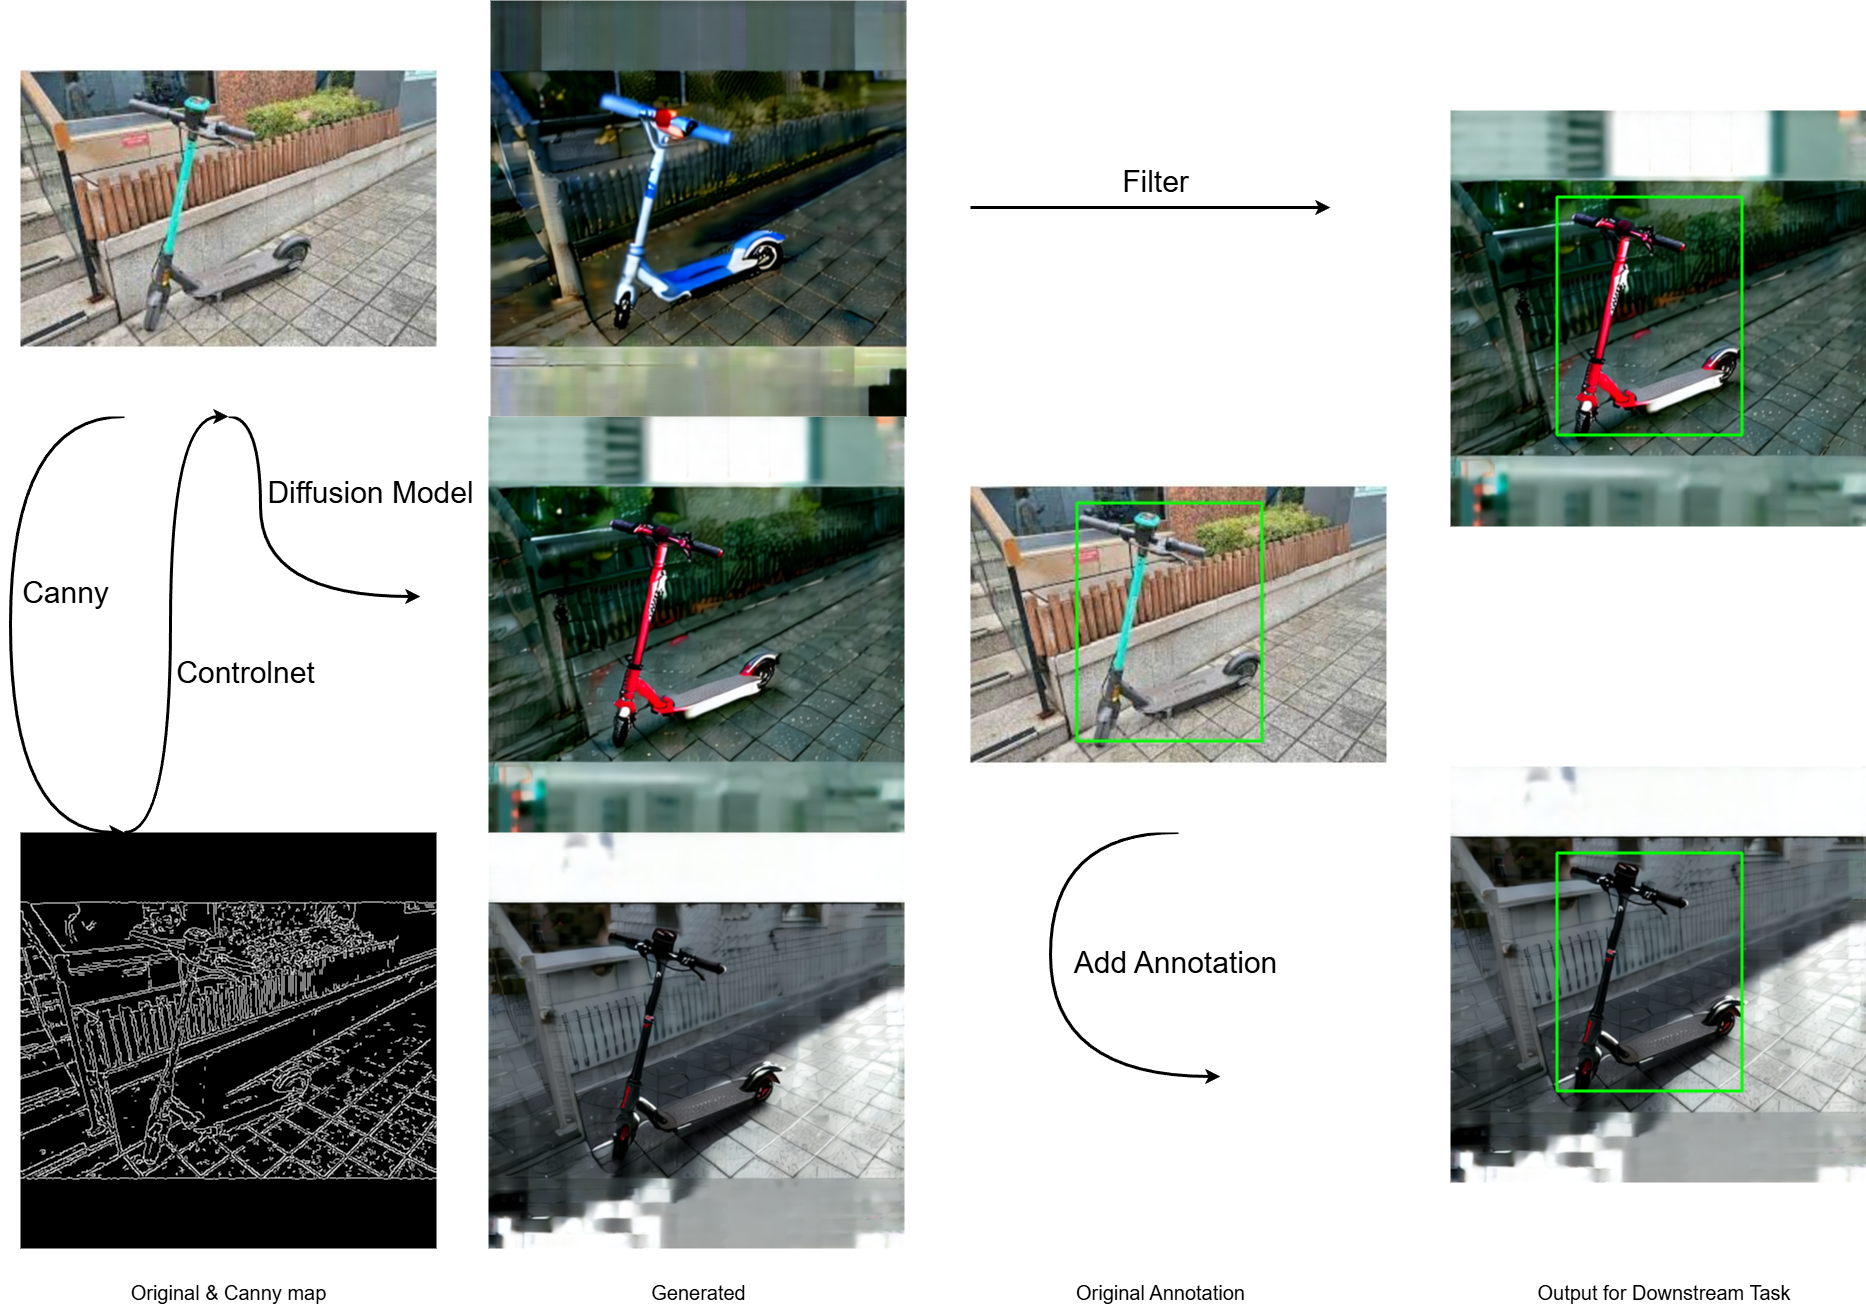 Filter
Diffusion Model
Canny
Controlnet
Add Annotation
Original & Canny map
Generated
Original Annotation
Output for Downstream Task